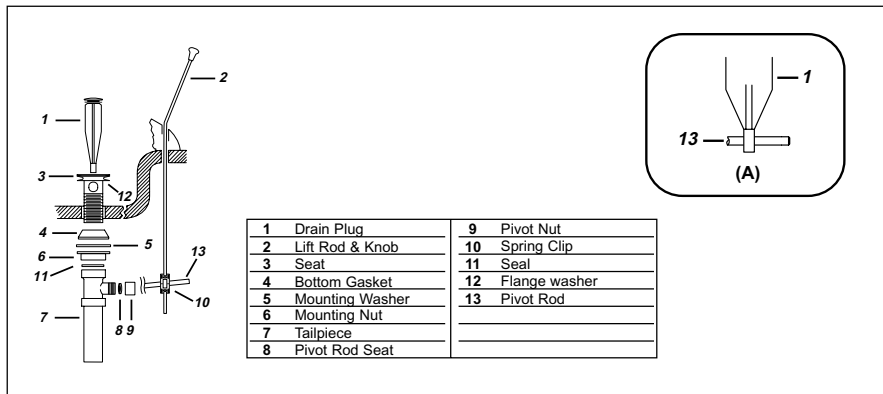 2
1
3
12
4
5
6
11
13
10
7
8 9
1
13
(A)
1 Drain Plug 9 Pivot Nut
2 Lift Rod & Knob 10 Spring Clip
3 Seat 11 Seal
4 Bottom Gasket 12 Flange washer
5 Mounting Washer 13 Pivot Rod
6 Mounting Nut
7 Tailpiece
8 Pivot Rod Seat